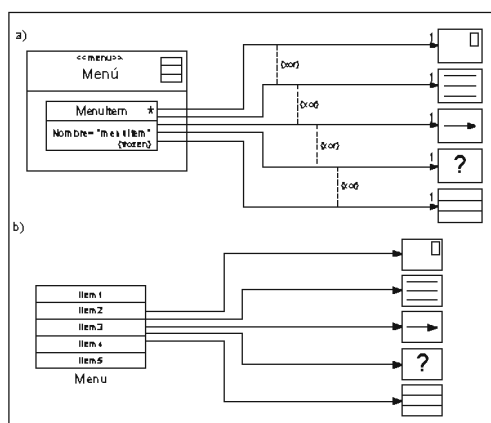 a)
<<menu>>
Menú
MenuItem *
Nombre= "menuItem"
{frozen}
1
{xor}
1
{xor}
1
{xor}
1
{xor}
1
?
b)
Item1
Item2
Item3
Item4
Item5
Menu
?